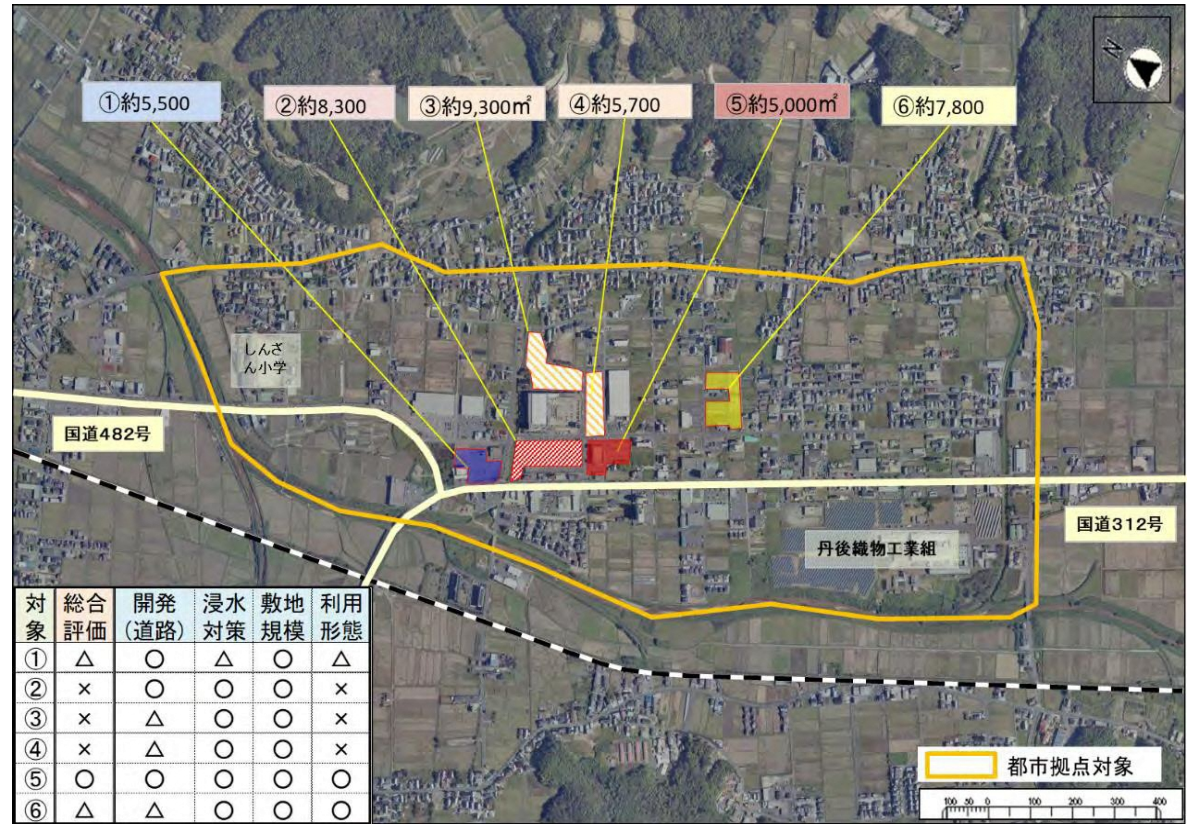 ①約5,500
②約8,300
③約9,300㎡
④約5,700
⑤約5,000㎡
⑥約7,800
N
しんざ
ん小学
国道482号
国道312号
丹後織物工業組
対象 総合評価 開発(道路) 浸水対策 敷地規模 利用形態
① △ ○ △ ○ △
② × ○ ○ ○ ×
③ × △ ○ ○ ×
④ × △ ○ ○ ×
⑤ ○ ○ ○ ○ ○
⑥ △ △ ○ ○ ○
都市拠点対象
100 50 0 100 200 300 400